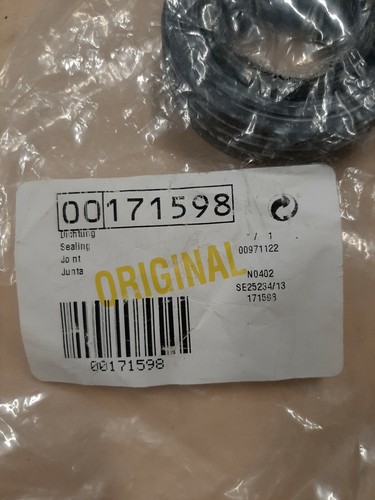 00171598
Dichtung
Sealing
Joint
Junta
/ 1
00971122
ORIGINAL
N0402
SE25234/13
171598
00171598